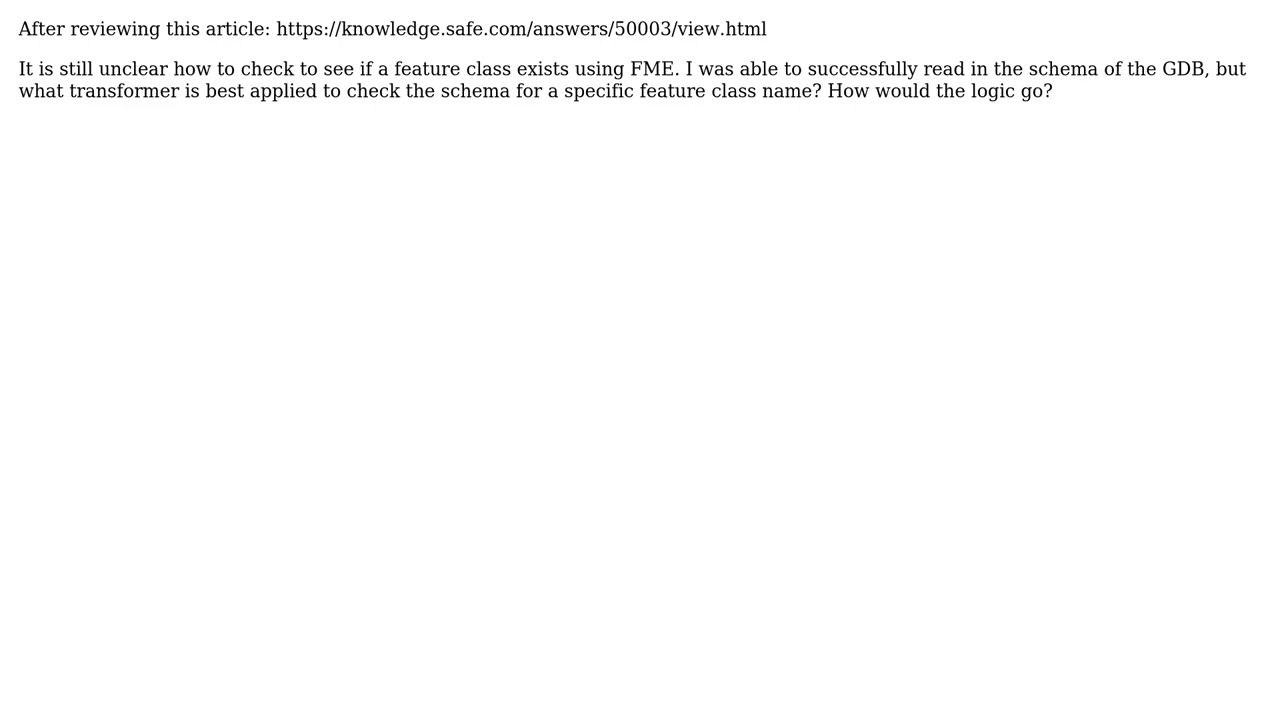 After reviewing this article: https://knowledge.safe.com/answers/50003/view.html
It is still unclear how to check to see if a feature class exists using FME. I was able to successfully read in the schema of the GDB, but
what transformer is best applied to check the schema for a specific feature class name? How would the logic go?